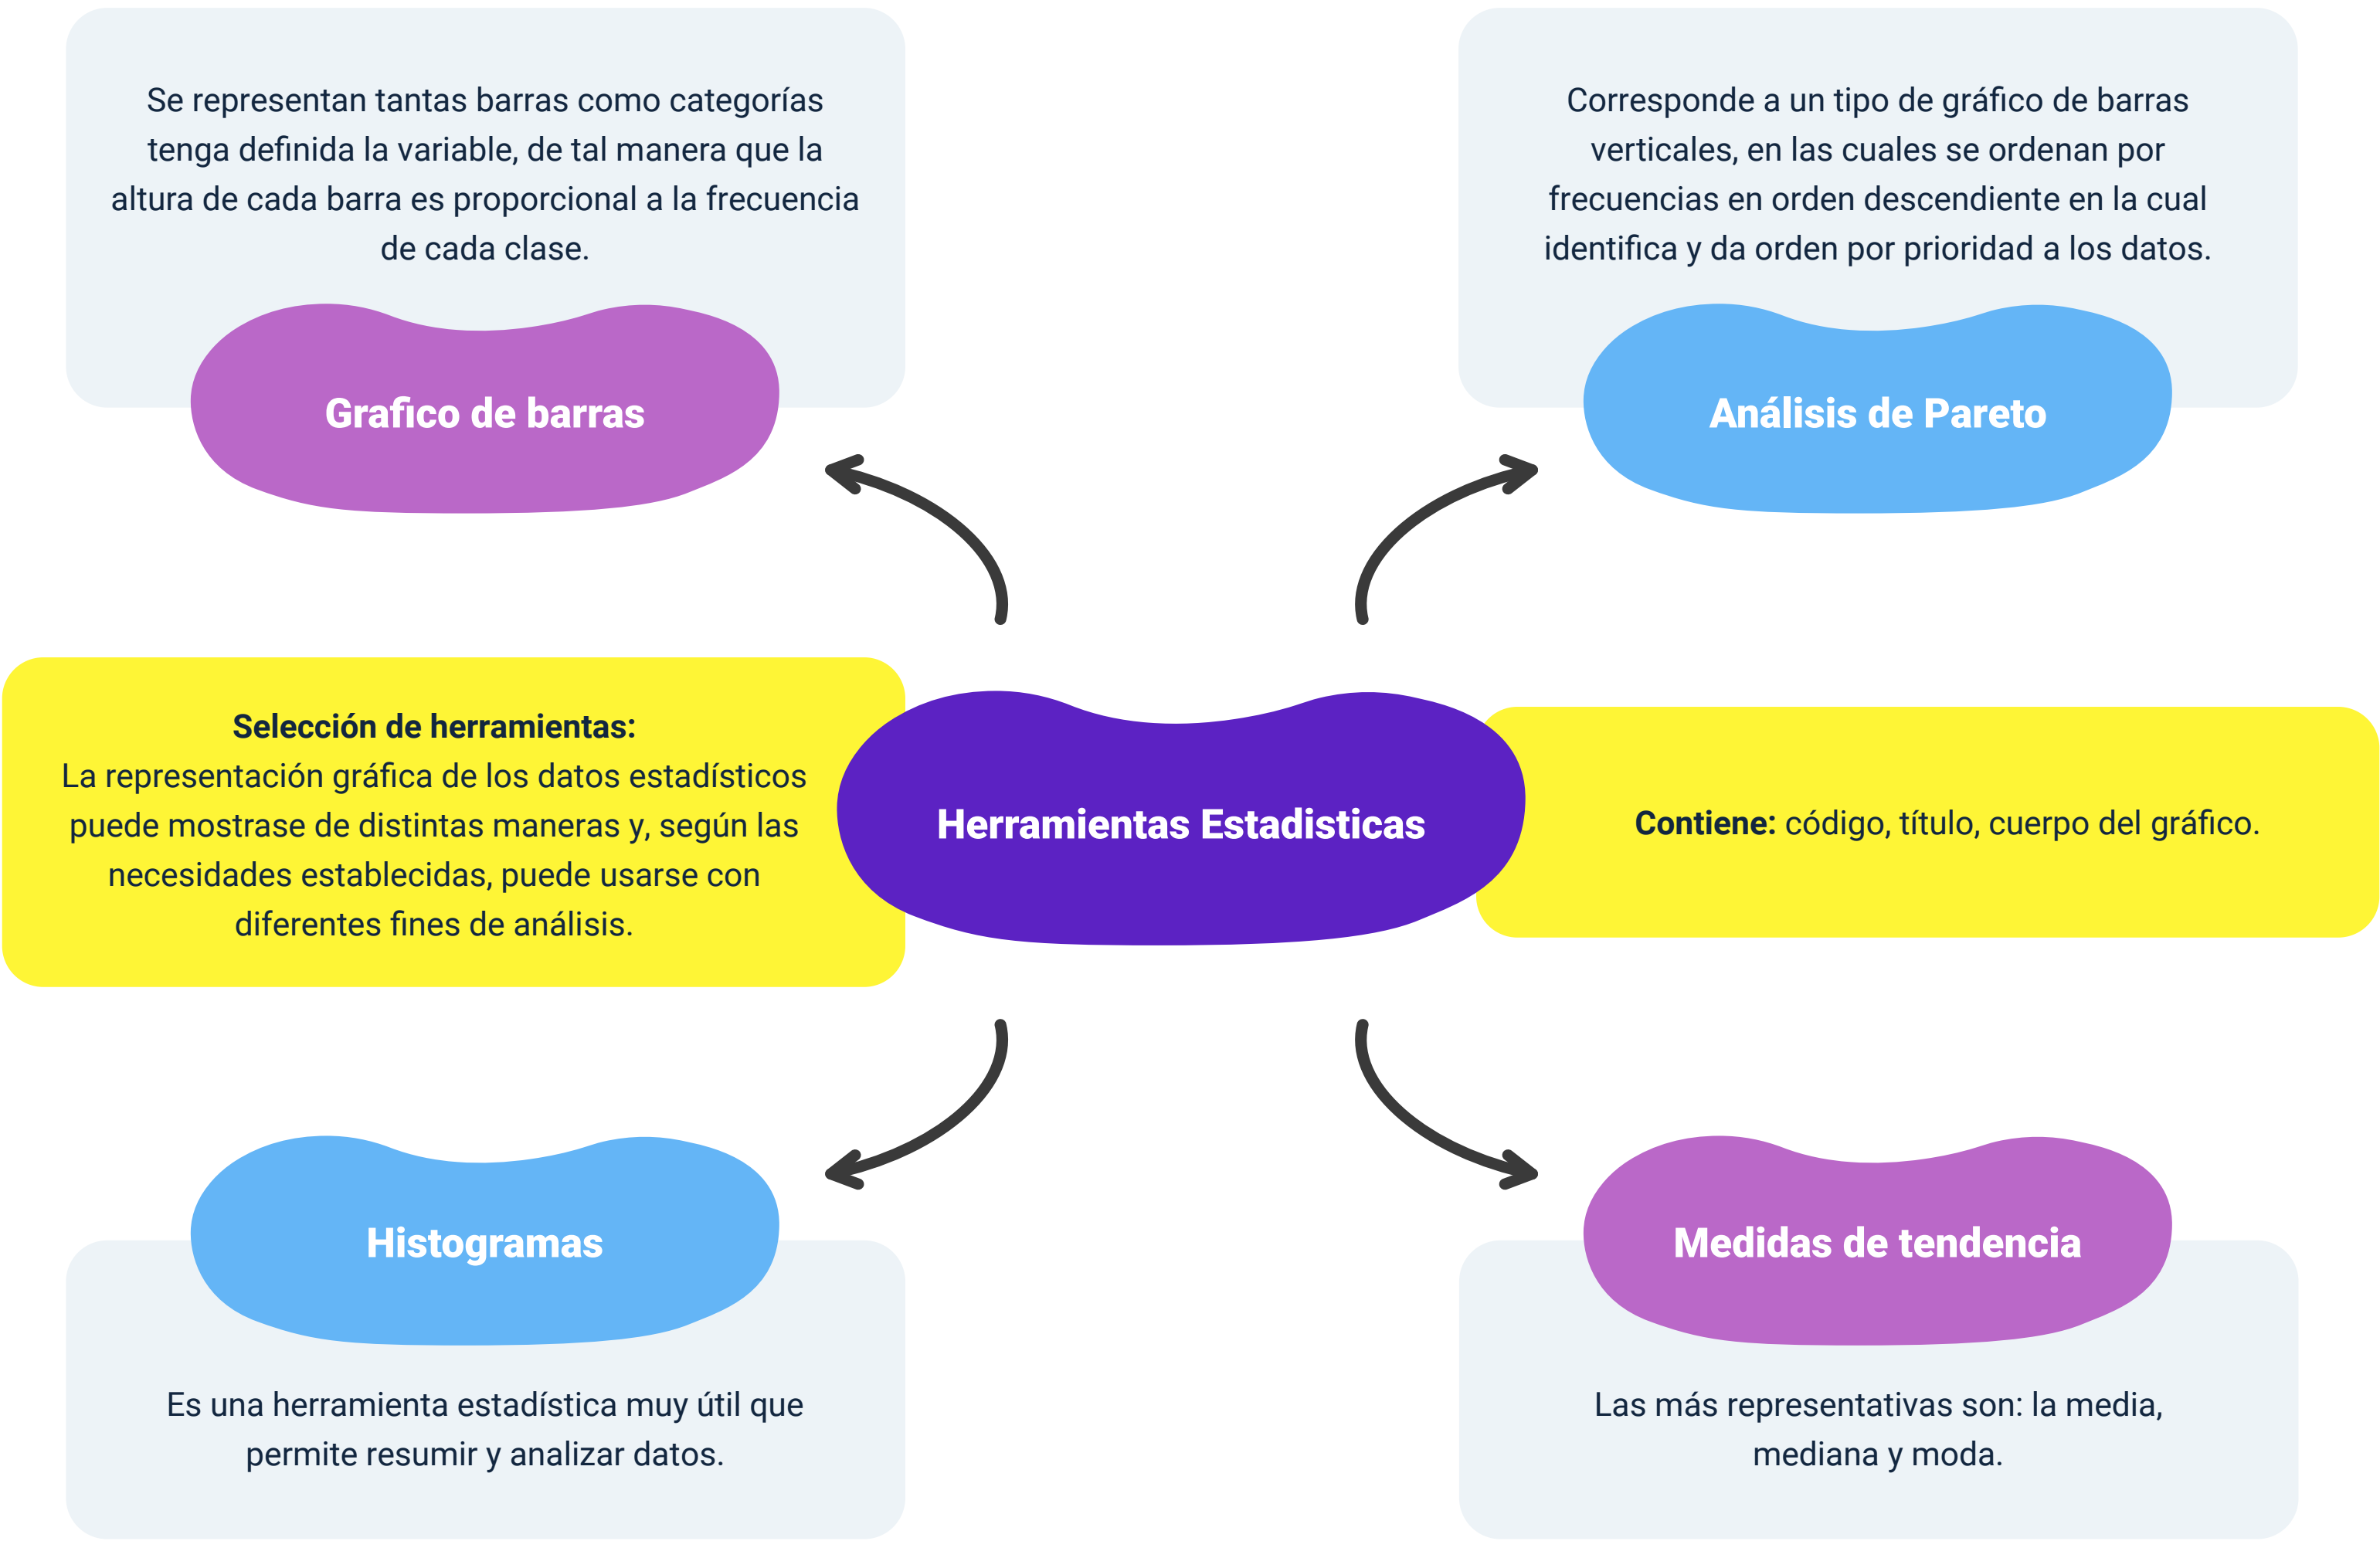 Se representan tantas barras como categorías
tenga definida la variable, de tal manera que la
altura de cada barra es proporcional a la frecuencia
de cada clase.
Grafico de barras
Corresponde a un tipo de gráfico de barras
verticales, en las cuales se ordenan por
frecuencias en orden descendiente en la cual
identifica y da orden por prioridad a los datos.
Análisis de Pareto
Selección de herramientas:
La representación gráfica de los datos estadísticos
puede mostrase de distintas maneras y, según las
necesidades establecidas, puede usarse con
diferentes fines de análisis.
Herramientas Estadisticas
Contiene: código, título, cuerpo del gráfico.
Histogramas
Es una herramienta estadística muy útil que
permite resumir y analizar datos.
Medidas de tendencia
Las más representativas son: la media,
mediana y moda.